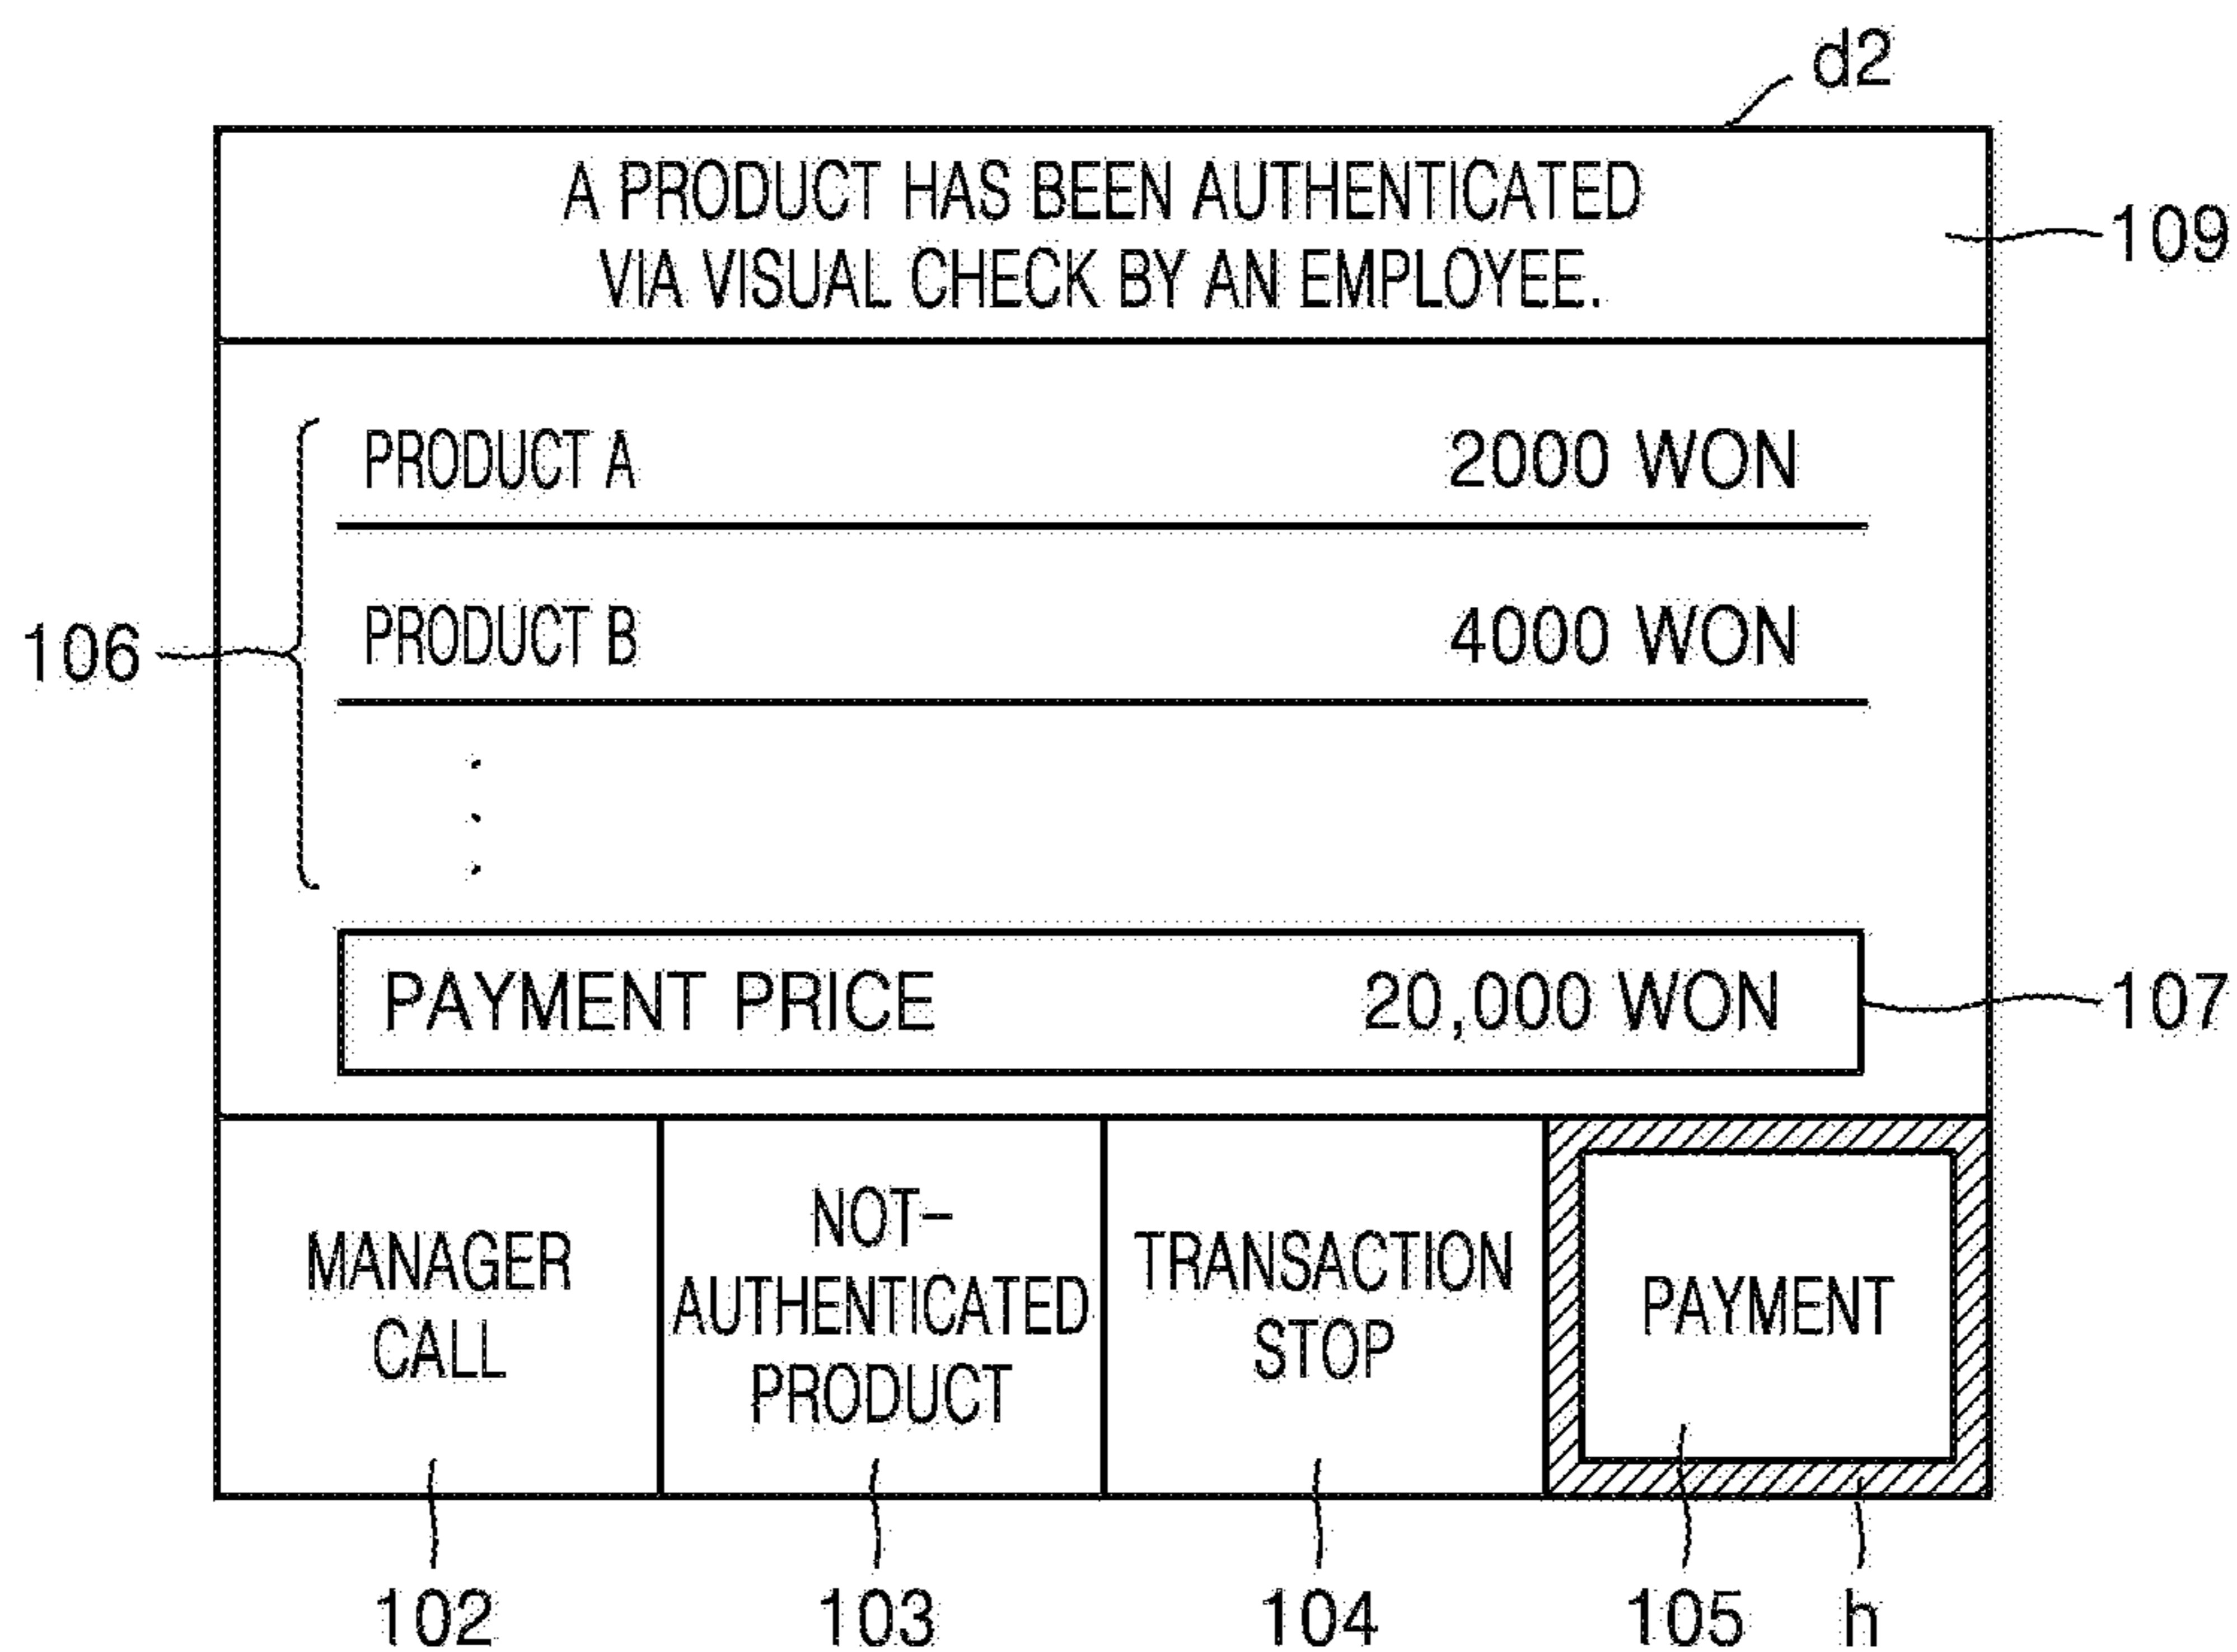 d2
A PRODUCT HAS BEEN AUTHENTICATED
VIA VISUAL CHECK BY AN EMPLOYEE.
109
PRODUCT A 2000 WON
106
PRODUCT B 4000 WON
PAYMENT PRICE 20,000 WON
107
MANAGER
CALL
NOT-
AUTHENTICATED
PRODUCT
TRANSACTION
STOP
PAYMENT
102 103 104 105 h